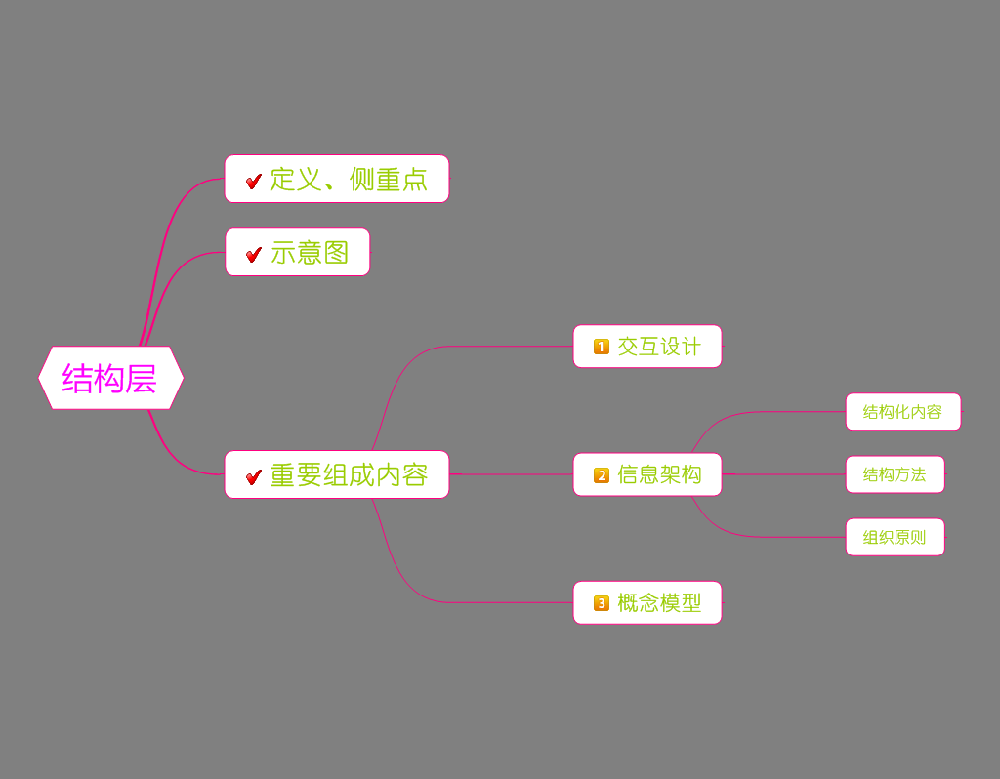 结构层
定义、侧重点
示意图
重要组成内容
1 交互设计
2 信息架构
结构化内容
结构方法
组织原则
3 概念模型